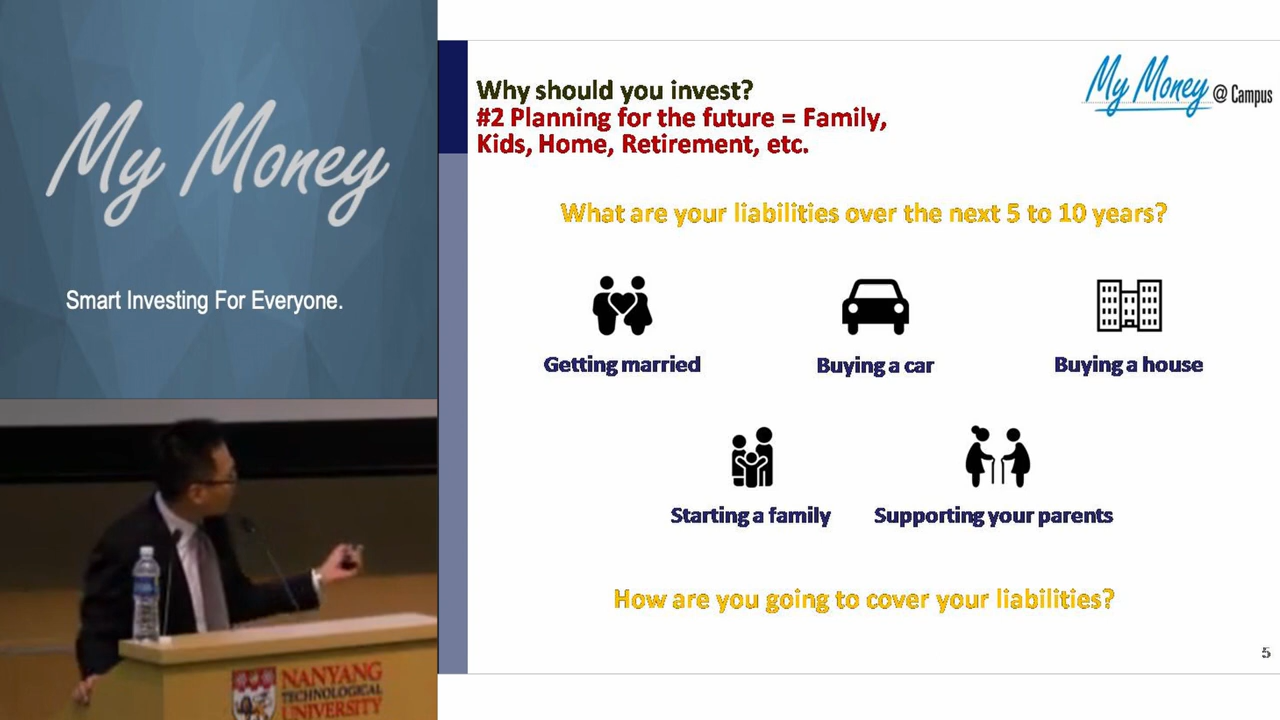 My Money
Smart Investing For Everyone.
NANYANG
TECHNOLOGICAL
UNIVERSITY
My Money @ Campus
Why should you invest?
#2 Planning for the future = Family,
Kids, Home, Retirement, etc.
What are your liabilities over the next 5 to 10 years?
Getting married
Buying a car
Buying a house
Starting a family
Supporting your parents
How are you going to cover your liabilities?
5